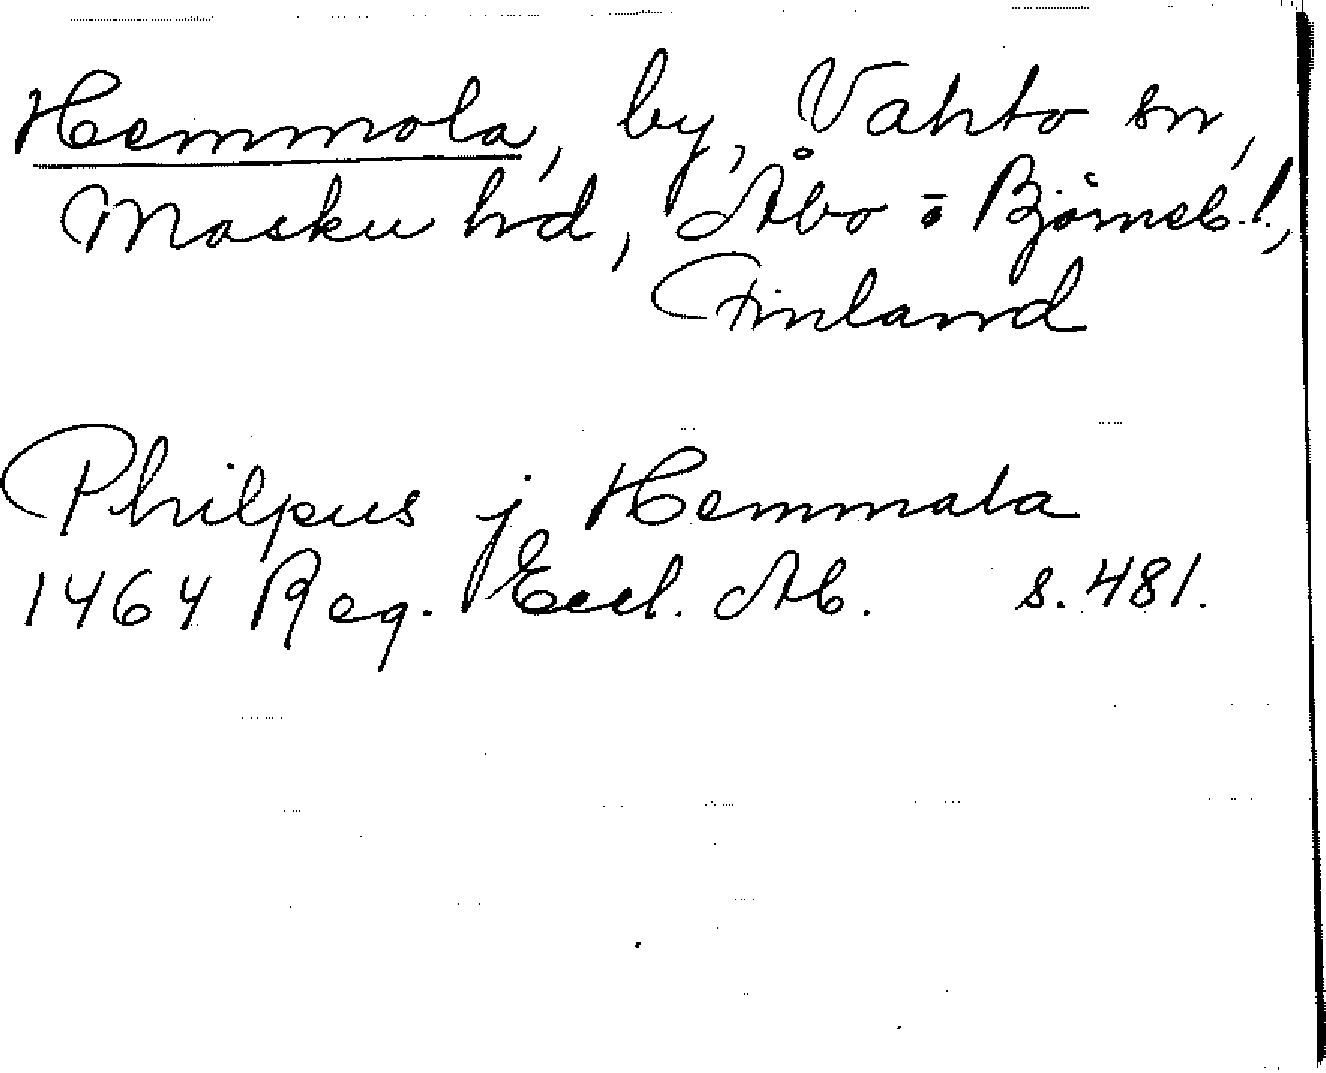 Hemmola, by, Vahto sn,
Masku hd, Åbo o Björneb. l.,
Finland
Philpus j Hemmala
1464 Reg. Eccl. Ab. s. 481.